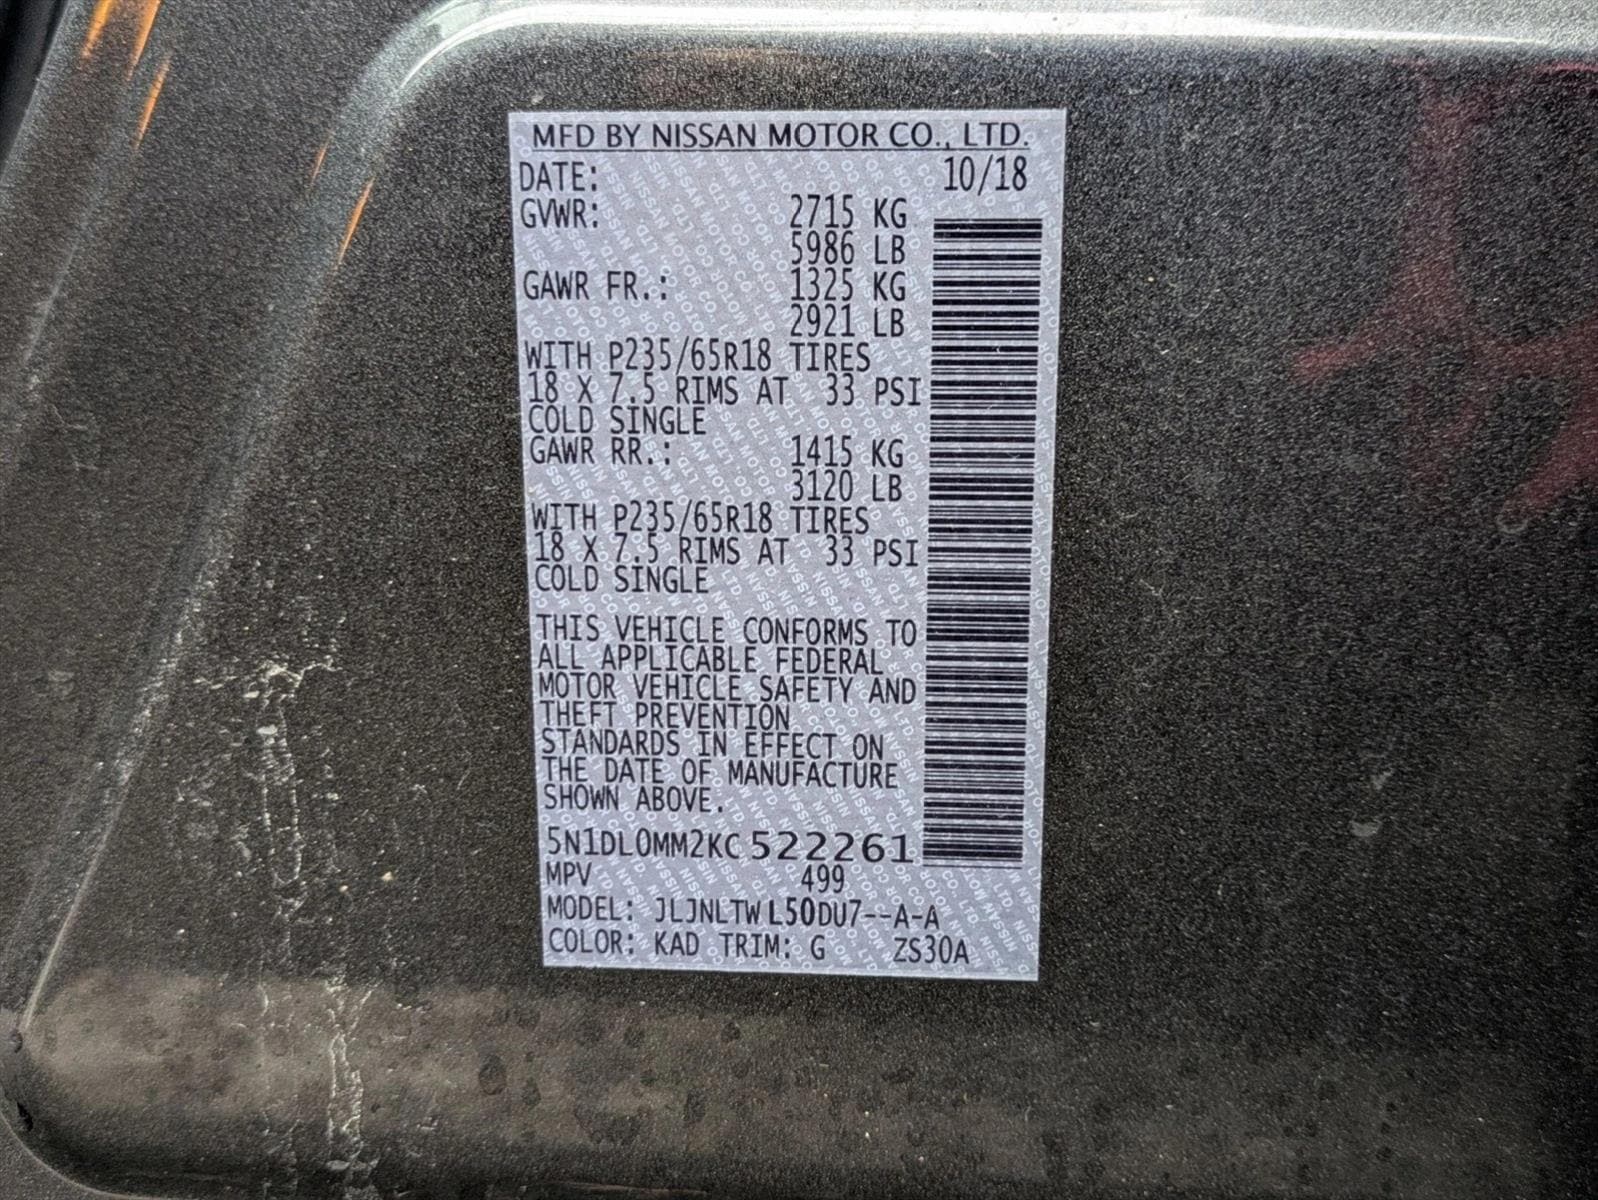 MFD BY NISSAN MOTOR CO., LTD.
DATE: 10/18
GVWR: 2715 KG
5986 LB
GAWR FR.: 1325 KG
2921 LB
WITH P235/65R18 TIRES
18 X 7.5 RIMS AT 33 PSI
COLD SINGLE
GAWR RR.: 1415 KG
3120 LB
WITH P235/65R18 TIRES
18 X 7.5 RIMS AT 33 PSI
COLD SINGLE
THIS VEHICLE CONFORMS TO
ALL APPLICABLE FEDERAL
MOTOR VEHICLE SAFETY AND
THEFT PREVENTION
STANDARDS IN EFFECT ON
THE DATE OF MANUFACTURE
SHOWN ABOVE.
5N1DL0MM2KC522261
MPV 499
MODEL: JLJNLTWL50DU7--A-A
COLOR: KAD TRIM: G ZS30A